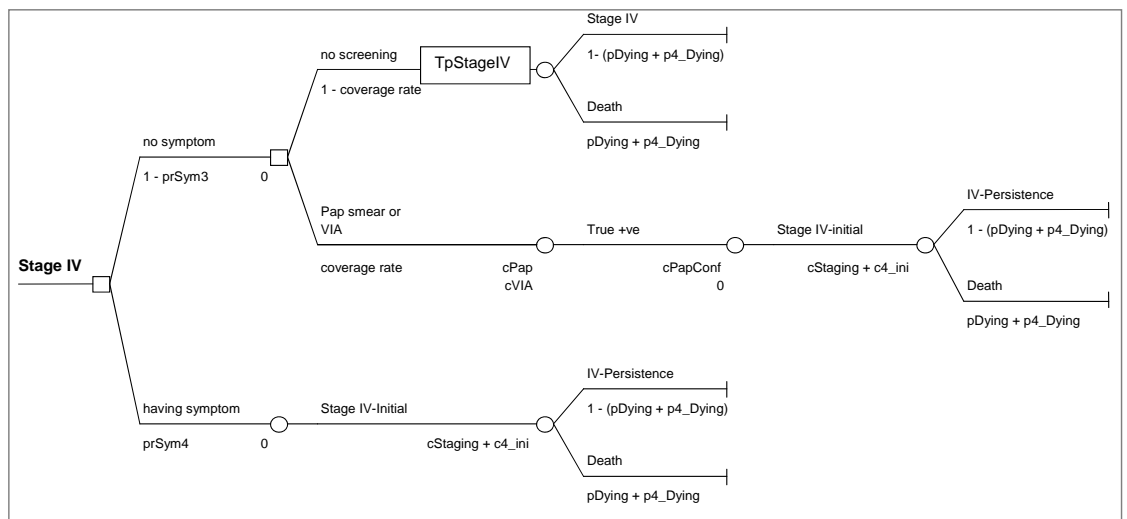 Stage IV
no screening
1- (pDying + p4_Dying)
TpStageIV
1 - coverage rate
Death
no symptom
pDying + p4_Dying
1 - prSym3
0
IV-Persistence
Pap smear or
VIA
True +ve
Stage IV-initial
1 - (pDying + p4_Dying)
Stage IV
coverage rate
cPap
cPapConf
cStaging + c4_ini
cVIA
0
Death
pDying + p4_Dying
IV-Persistence
having symptom
Stage IV-Initial
1 - (pDying + p4_Dying)
prSym4
0
cStaging + c4_ini
Death
pDying + p4_Dying